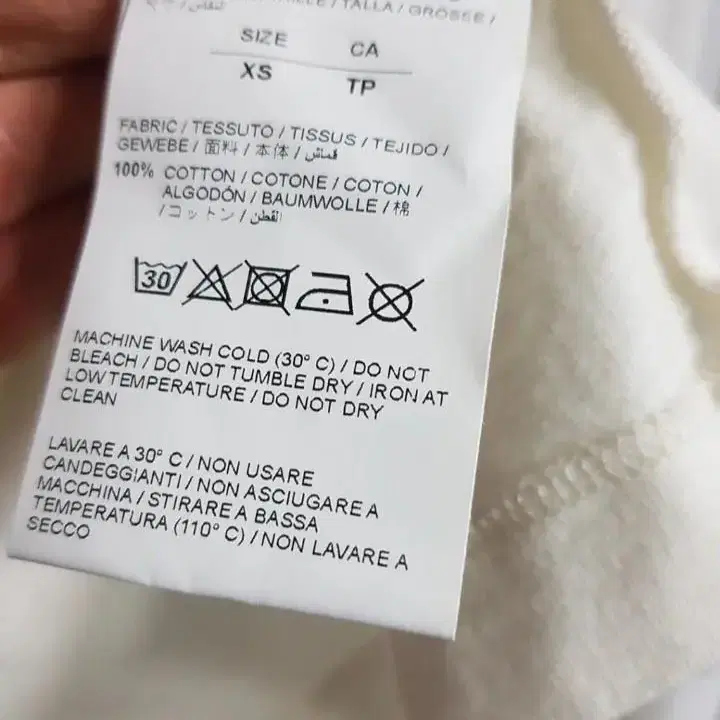 TALLA / GRÖSSE /
SIZE CA
XS TP
FABRIC / TESSUTO / TISSUS / TEJIDO /
GEWEBE / 面料 / 本体 / قماش
100% COTTON / COTONE / COTON /
ALGODÓN / BAUMWOLLE / 棉
/ コットン / القطن
30
MACHINE WASH COLD (30° C) / DO NOT
BLEACH / DO NOT TUMBLE DRY / IRON AT
LOW TEMPERATURE / DO NOT DRY
CLEAN
LAVARE A 30° C / NON USARE
CANDEGGIANTI / NON ASCIUGARE A
MACCHINA / STIRARE A BASSA
TEMPERATURA (110° C) / NON LAVARE A
SECCO